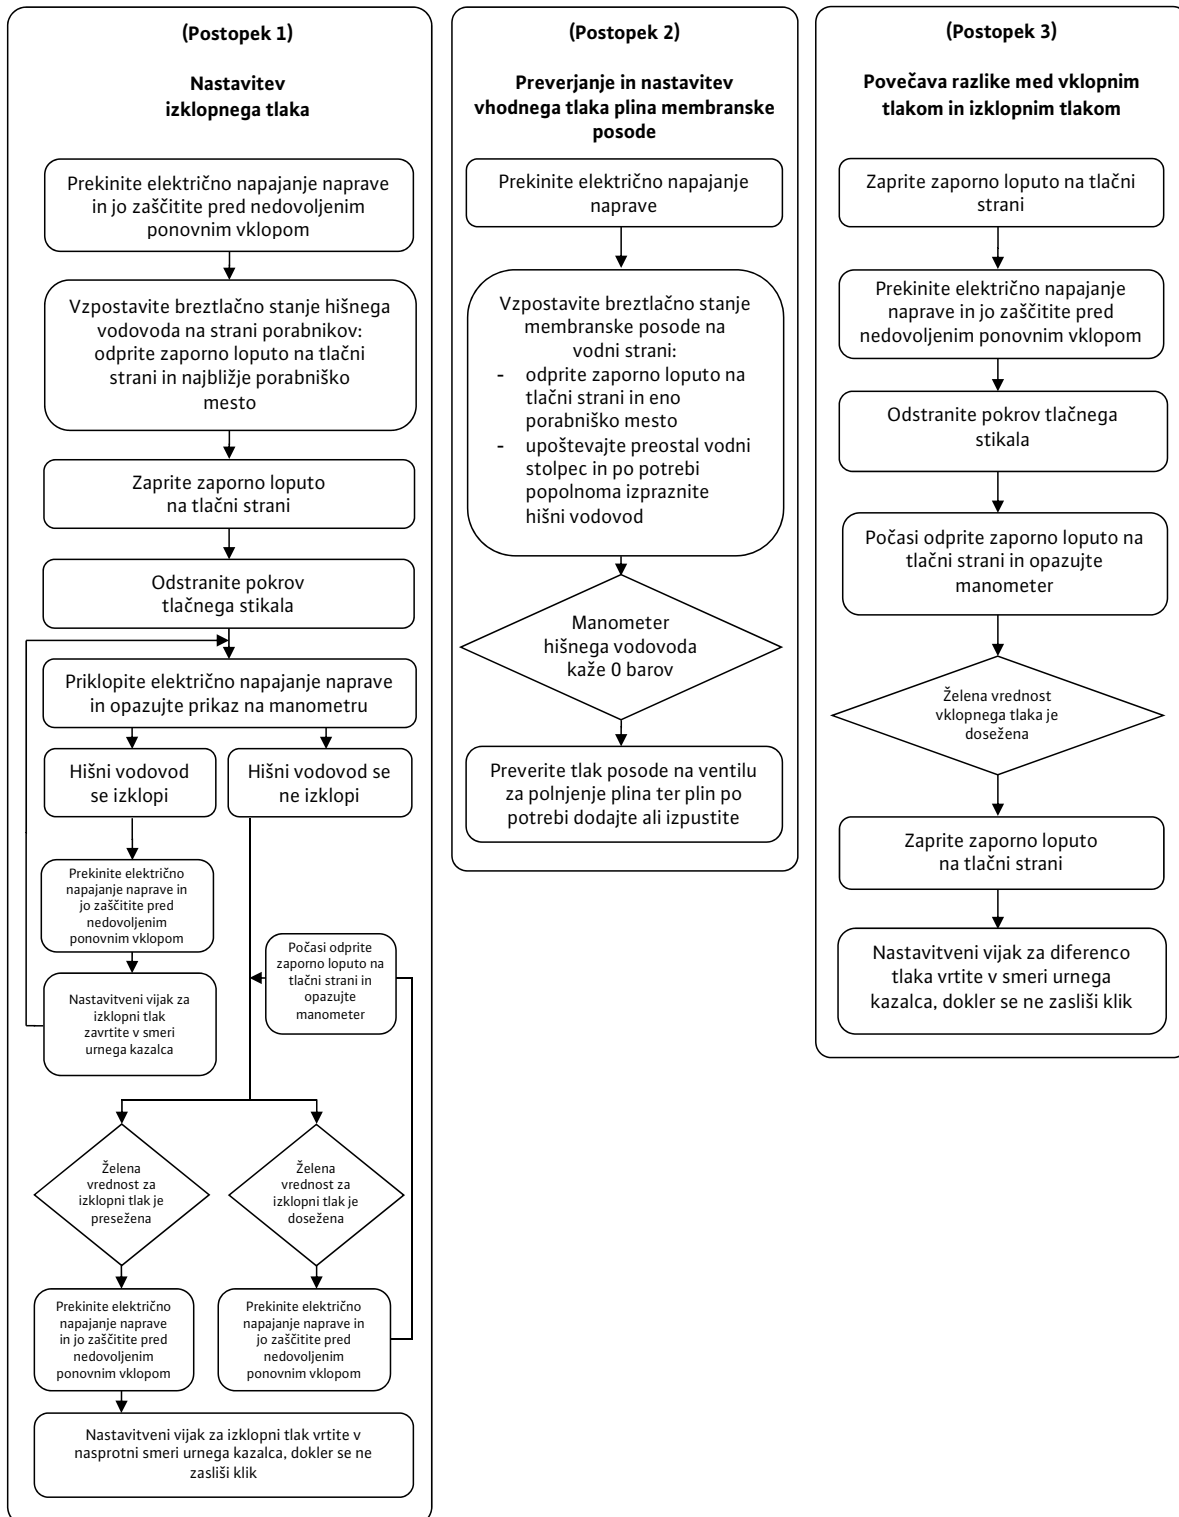 (Postopek 1)
Nastavitev
izklopnega tlaka
Prekinite električno napajanje naprave
in jo zaščitite pred nedovoljenim
ponovnim vklopom
Vzpostavite breztlačno stanje hišnega
vodovoda na strani porabnikov:
odprite zaporno loputo na tlačni
strani in najbližje porabniško
mesto
Zaprite zaporno loputo
na tlačni strani
Odstranite pokrov
tlačnega stikala
Priklopite električno napajanje naprave
in opazujte prikaz na manometru
Hišni vodovod
se izklopi
Hišni vodovod se
ne izklopi
Prekinite električno
napajanje naprave in
jo zaščitite pred
nedovoljenim
ponovnim vklopom
Počasi odprite
zaporno loputo na
tlačni strani in
opazujte
manometer
Nastavitveni vijak za
izklopni tlak
zavrtite v smeri
urnega kazalca
Želena
vrednost za
izklopni tlak je
presežena
Želena
vrednost za
izklopni tlak je
dosežena
Prekinite električno
napajanje naprave
in jo zaščitite pred
nedovoljenim
ponovnim vklopom
Prekinite električno
napajanje naprave in
jo zaščitite pred
nedovoljenim
ponovnim vklopom
Nastavitveni vijak za izklopni tlak vrtite v
nasprotni smeri urnega kazalca, dokler se ne
zasliši klik
(Postopek 2)
Preverjanje in nastavitev
vhodnega tlaka plina membranske
posode
Prekinite električno napajanje
naprave
Vzpostavite breztlačno stanje
membranske posode na
vodni strani:
- odprite zaporno loputo na
tlačni strani in eno
porabniško mesto
- upoštevajte preostal vodni
stolpec in po potrebi
popolnoma izpraznite
hišni vodovod
Manometer
hišnega vodovoda
kaže 0 barov
Preverite tlak posode na ventilu
za polnjenje plina ter plin po
potrebi dodajte ali izpustite
(Postopek 3)
Povečava razlike med vklopnim
tlakom in izklopnim tlakom
Zaprite zaporno loputo na tlačni
strani
Prekinite električno napajanje
naprave in jo zaščitite pred
nedovoljenim ponovnim vklopom
Odstranite pokrov tlačnega
stikala
Počasi odprite zaporno loputo na
tlačni strani in opazujte
manometer
Želena vrednost
vklopnega tlaka je
dosežena
Zaprite zaporno loputo
na tlačni strani
Nastavitveni vijak za diferenco
tlaka vrtite v smeri urnega
kazalca, dokler se ne zasliši klik